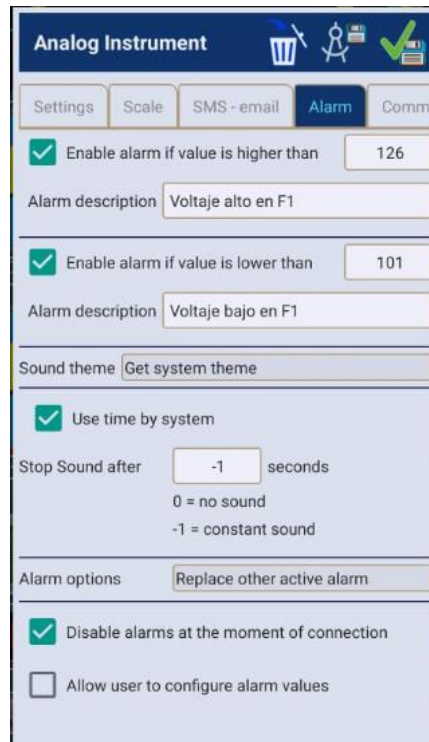 Analog Instrument
Settings Scale SMS - email Alarm Comm
Enable alarm if value is higher than 126
Alarm description Voltaje alto en F1
Enable alarm if value is lower than 101
Alarm description Voltaje bajo en F1
Sound theme Get system theme
Use time by system
Stop Sound after -1 seconds
0 = no sound
-1 = constant sound
Alarm options Replace other active alarm
Disable alarms at the moment of connection
Allow user to configure alarm values